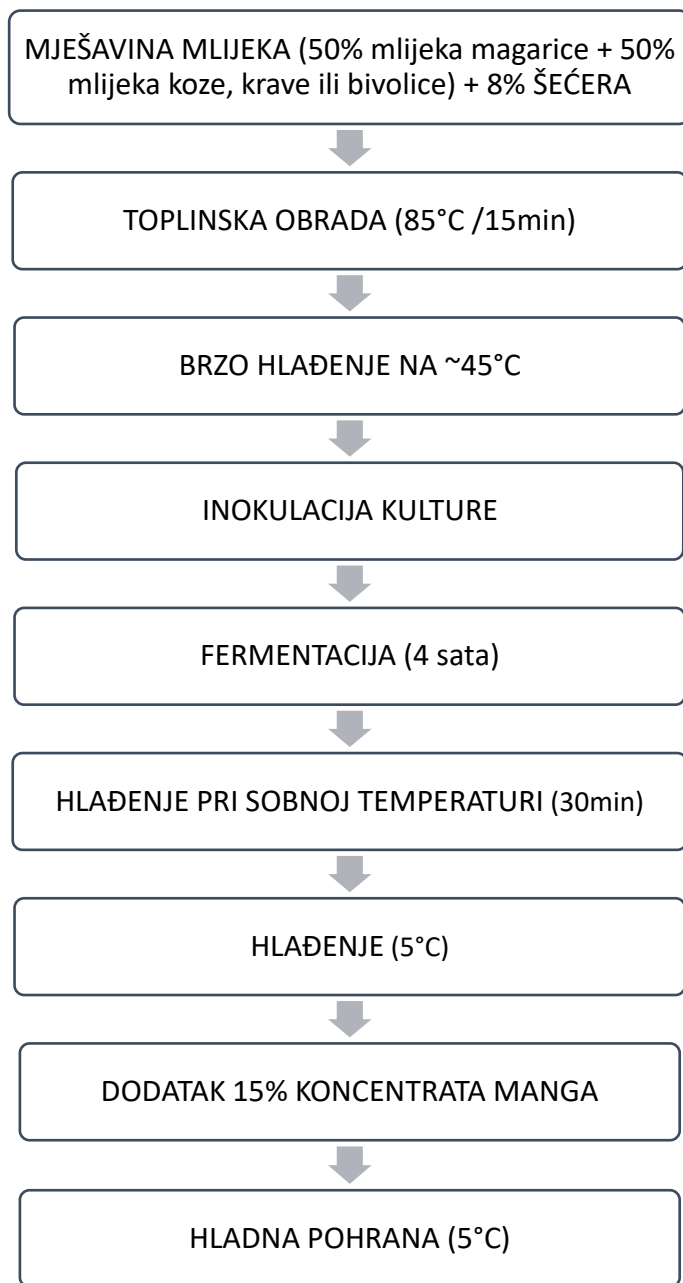 MJEŠAVINA MLIJEKA (50% mlijeka magarice + 50%
mlijeka koze, krave ili bivolice) + 8% ŠEĆERA
TOPLINSKA OBRADA (85°C /15min)
BRZO HLAĐENJE NA ~45°C
INOKULACIJA KULTURE
FERMENTACIJA (4 sata)
HLAĐENJE PRI SOBNOJ TEMPERATURI (30min)
HLAĐENJE (5°C)
DODATAK 15% KONCENTRATA MANGA
HLADNA POHRANA (5°C)